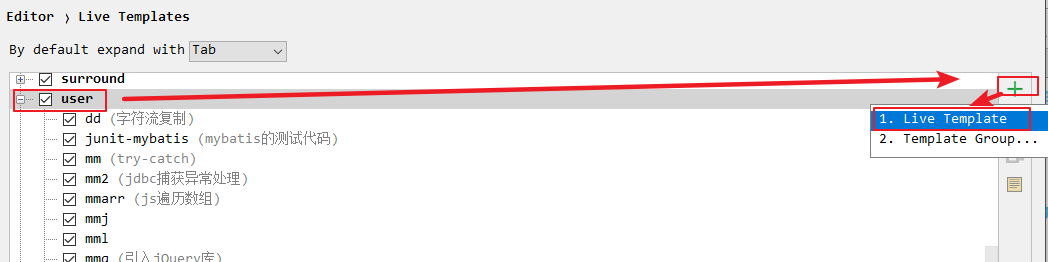 Editor › Live Templates
By default expand with Tab
surround
user
dd (字符流复制)
1. Live Template
junit-mybatis (mybatis的测试代码)
2. Template Group...
mm (try-catch)
mm2 (jdbc捕获异常处理)
mmarr (js遍历数组)
mmj
mml
mmq (引入jQuery库)